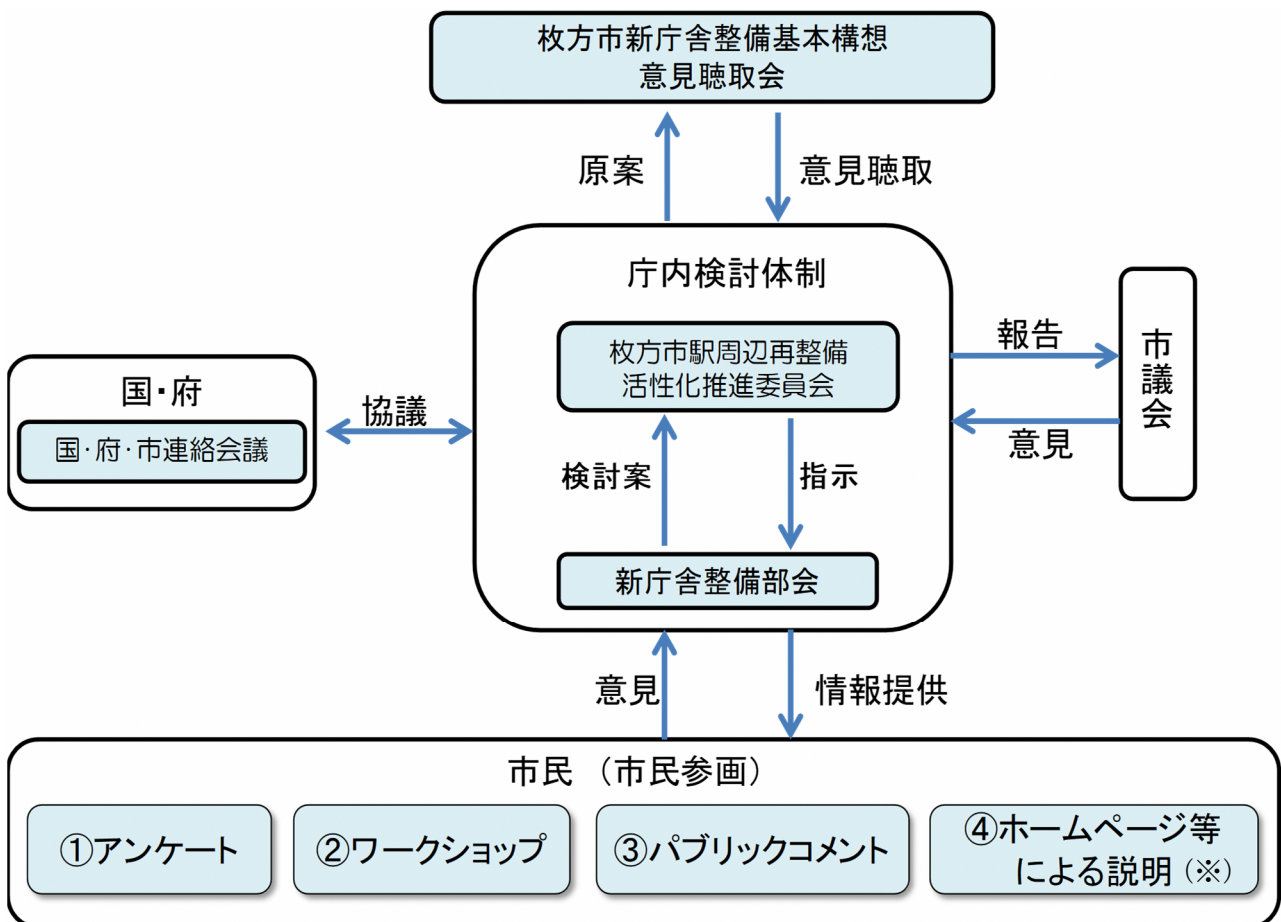 枚方市新庁舎整備基本構想
意見聴取会
原案
意見聴取
庁内検討体制
枚方市駅周辺再整備
活性化推進委員会
検討案
指示
新庁舎整備部会
国・府
国・府・市連絡会議
協議
報告
意見
市議会
意見
情報提供
市民（市民参画）
①アンケート
②ワークショップ
③パブリックコメント
④ホームページ等
による説明（※）